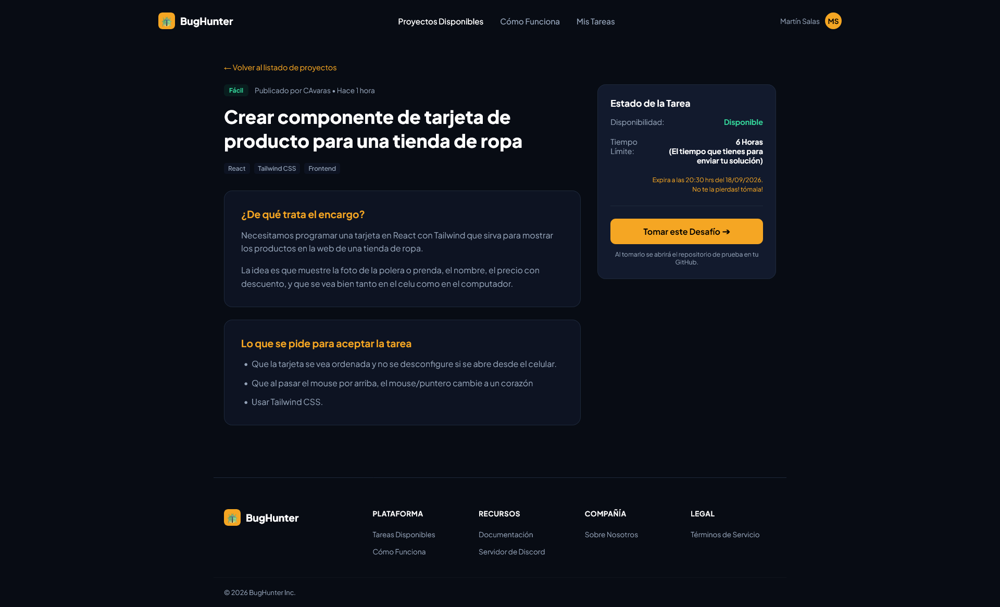 BugHunter
Proyectos Disponibles
Cómo Funciona
Mis Tareas
Martín Salas
MS
← Volver al listado de proyectos
Fácil
Publicado por CAvaras • Hace 1 hora
Crear componente de tarjeta de
producto para una tienda de ropa
React
Tailwind CSS
Frontend
¿De qué trata el encargo?
Necesitamos programar una tarjeta en React con Tailwind que sirva para mostrar
los productos en la web de una tienda de ropa.
La idea es que muestre la foto de la polera o prenda, el nombre, el precio con
descuento, y que se vea bien tanto en el celu como en el computador.
Lo que se pide para aceptar la tarea
• Que la tarjeta se vea ordenada y no se desconfigure si se abre desde el celular.
• Que al pasar el mouse por arriba, el mouse/puntero cambie a un corazón
• Usar Tailwind CSS.
Estado de la Tarea
Disponibilidad:
Disponible
Tiempo
Límite:
6 Horas
(El tiempo que tienes para
enviar tu solución)
Expira a las 20:30 hrs del 18/09/2026.
No te la pierdas! tómala!
Tomar este Desafío →
Al tomarlo se abrirá el repositorio de prueba en tu
GitHub.
BugHunter
PLATAFORMA
Tareas Disponibles
Cómo Funciona
RECURSOS
Documentación
Servidor de Discord
COMPAÑÍA
Sobre Nosotros
LEGAL
Términos de Servicio
© 2026 BugHunter Inc.